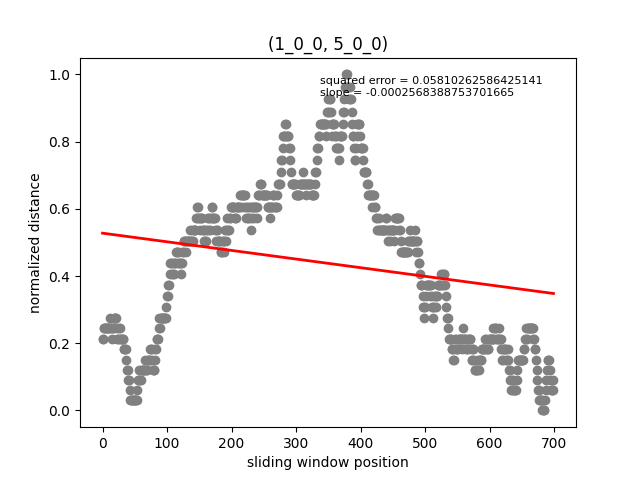 (1_0_0, 5_0_0)
squared error = 0.05810262586425141
slope = -0.0002568388753701665
normalized distance
1.0
0.8
0.6
0.4
0.2
0.0
0 100 200 300 400 500 600 700
sliding window position